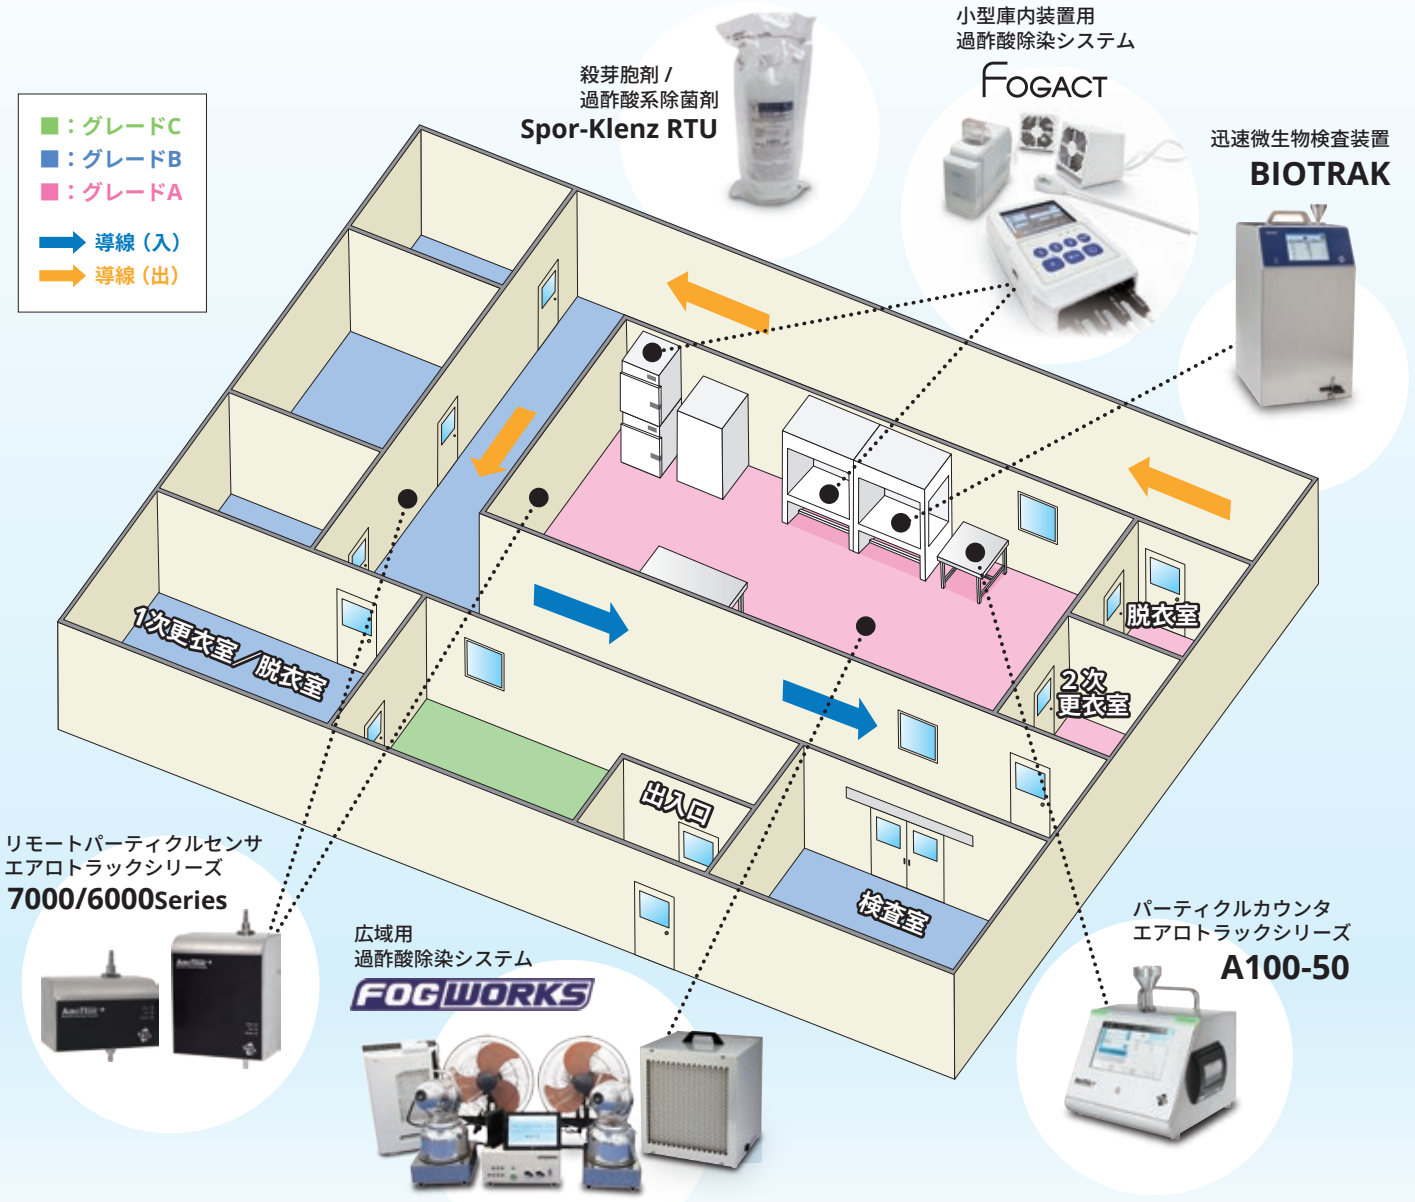 殺芽胞剤 /
過酢酸系除菌剤
Spor-Klenz RTU
小型庫内装置用
過酢酸除染システム
FOGACT
迅速微生物検査装置
BIOTRAK
■：グレードC
■：グレードB
■：グレードA
導線（入）
導線（出）
1次更衣室／脱衣室
脱衣室
2次
更衣室
出入口
検査室
リモートパーティクルセンサ
エアロトラックシリーズ
7000/6000Series
広域用
過酢酸除染システム
FOGWORKS
パーティクルカウンタ
エアロトラックシリーズ
A100-50